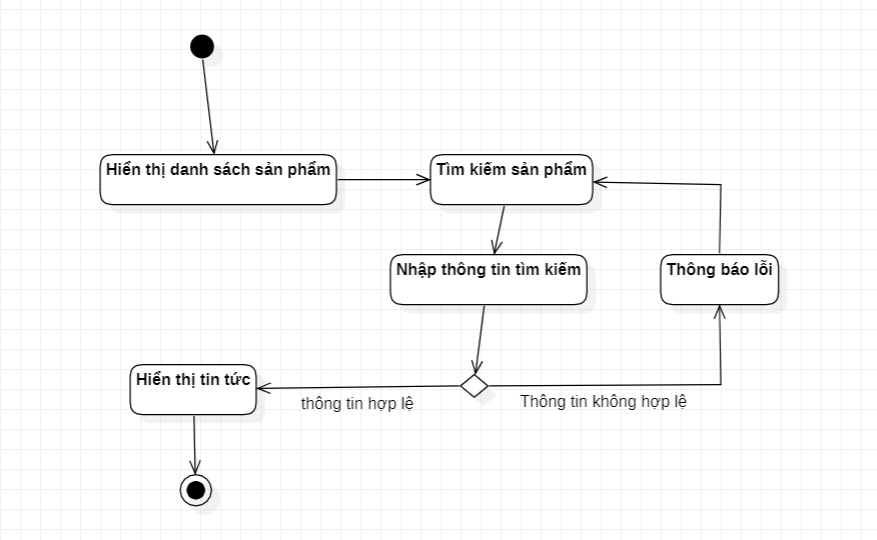 Hiển thị danh sách sản phẩm
Tìm kiếm sản phẩm
Nhập thông tin tìm kiếm
Thông báo lỗi
Hiển thị tin tức
thông tin hợp lệ
Thông tin không hợp lệ